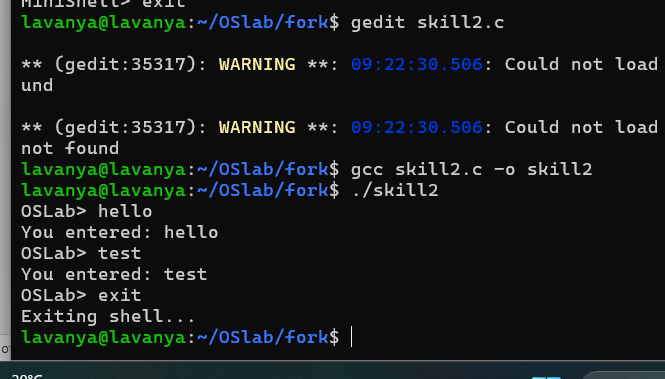 MiniShell> exit
lavanya@lavanya:~/OSlab/fork$ gedit skill2.c
** (gedit:35317): WARNING **: 09:22:30.506: Could not load
und
** (gedit:35317): WARNING **: 09:22:30.506: Could not load
not found
lavanya@lavanya:~/OSlab/fork$ gcc skill2.c -o skill2
lavanya@lavanya:~/OSlab/fork$ ./skill2
OSLab> hello
You entered: hello
OSLab> test
You entered: test
OSLab> exit
Exiting shell...
lavanya@lavanya:~/OSlab/fork$